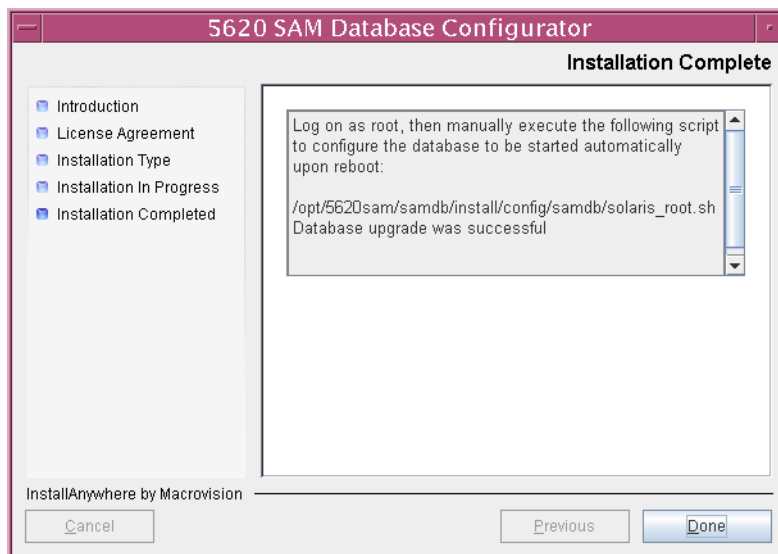 5620 SAM Database Configurator
Installation Complete
Introduction
License Agreement
Installation Type
Installation In Progress
Installation Completed
Log on as root, then manually execute the following script
to configure the database to be started automatically
upon reboot:
/opt/5620sam/samdb/install/config/samdb/solaris_root.sh
Database upgrade was successful
InstallAnywhere by Macrovision
Cancel
Previous
Done